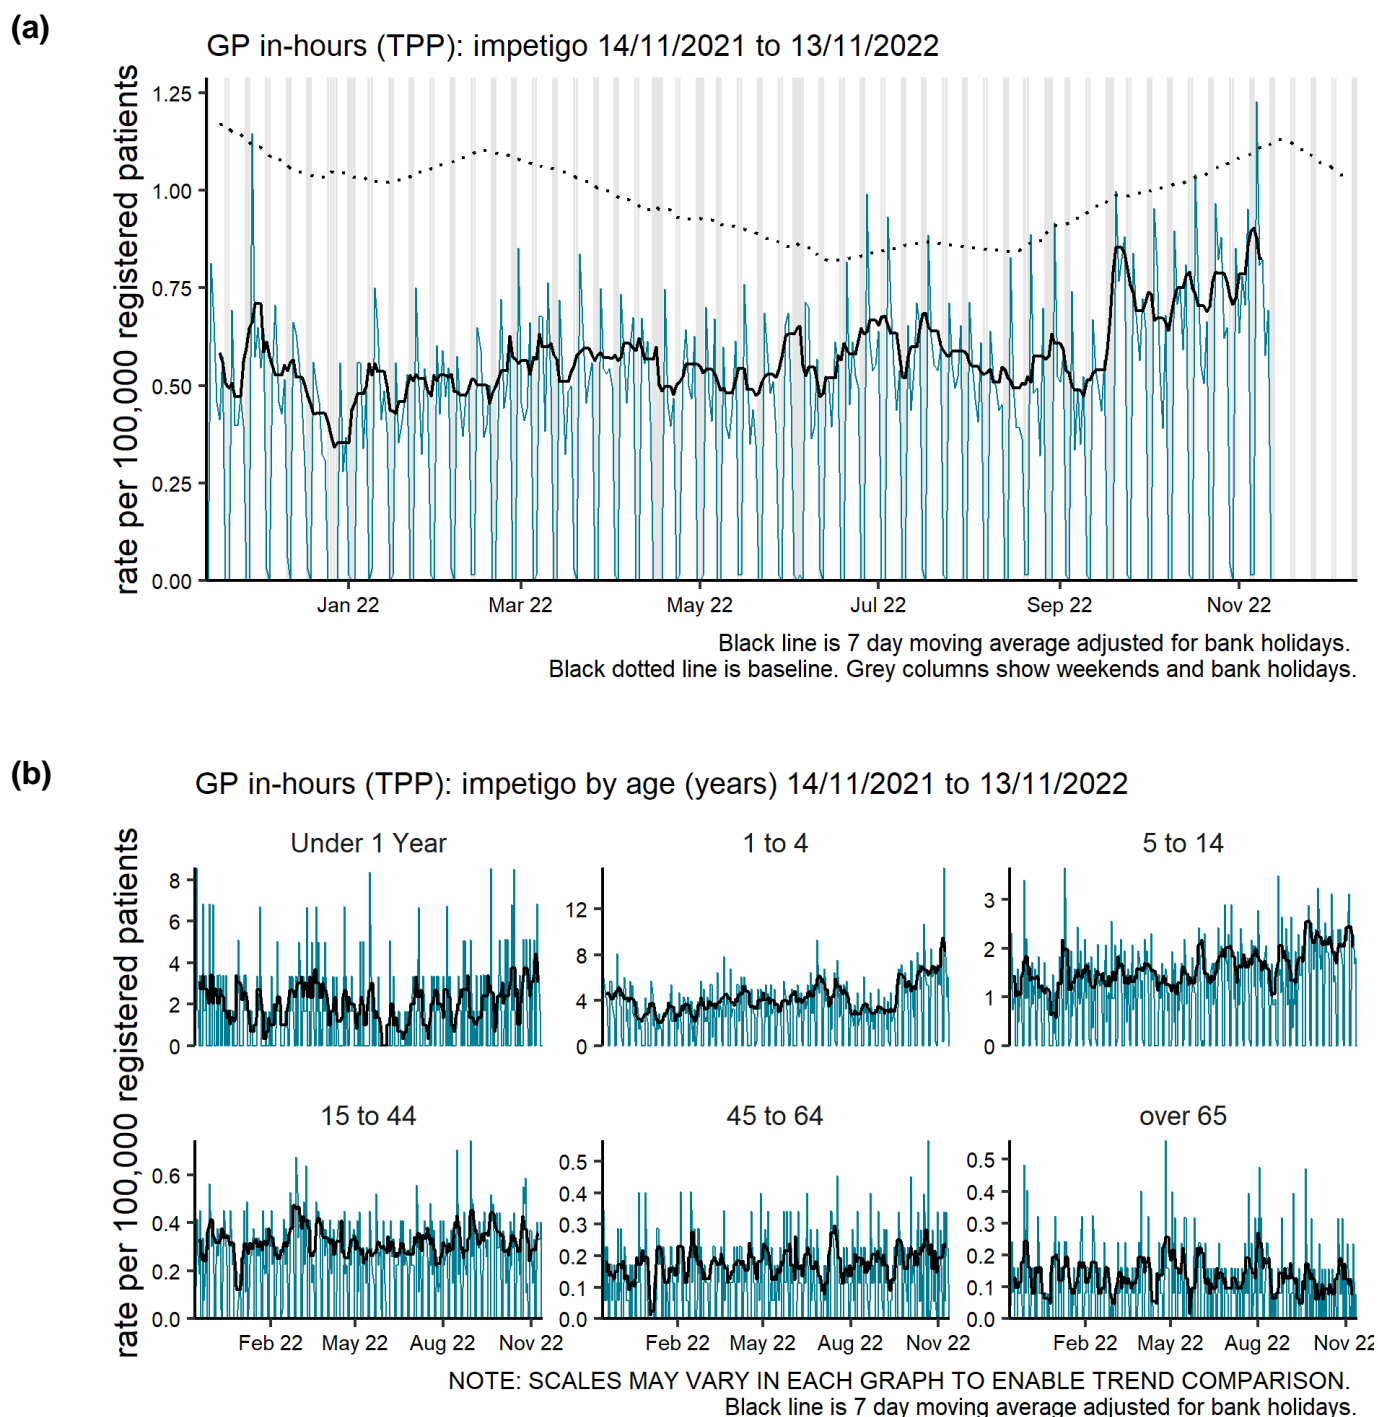 (a)
GP in-hours (TPP): impetigo 14/11/2021 to 13/11/2022
rate per 100,000 registered patients
1.25
1.00
0.75
0.50
0.25
0.00
Jan 22 Mar 22 May 22 Jul 22 Sep 22 Nov 22
Black line is 7 day moving average adjusted for bank holidays.
Black dotted line is baseline. Grey columns show weekends and bank holidays.
(b)
GP in-hours (TPP): impetigo by age (years) 14/11/2021 to 13/11/2022
rate per 100,000 registered patients
Under 1 Year
8
6
4
2
0
1 to 4
12
8
4
0
5 to 14
3
2
1
0
15 to 44
0.6
0.4
0.2
0.0
Feb 22 May 22 Aug 22 Nov 22
45 to 64
0.5
0.4
0.3
0.2
0.1
0.0
Feb 22 May 22 Aug 22 Nov 22
over 65
0.5
0.4
0.3
0.2
0.1
0.0
Feb 22 May 22 Aug 22 Nov 22
NOTE: SCALES MAY VARY IN EACH GRAPH TO ENABLE TREND COMPARISON.
Black line is 7 day moving average adjusted for bank holidays.